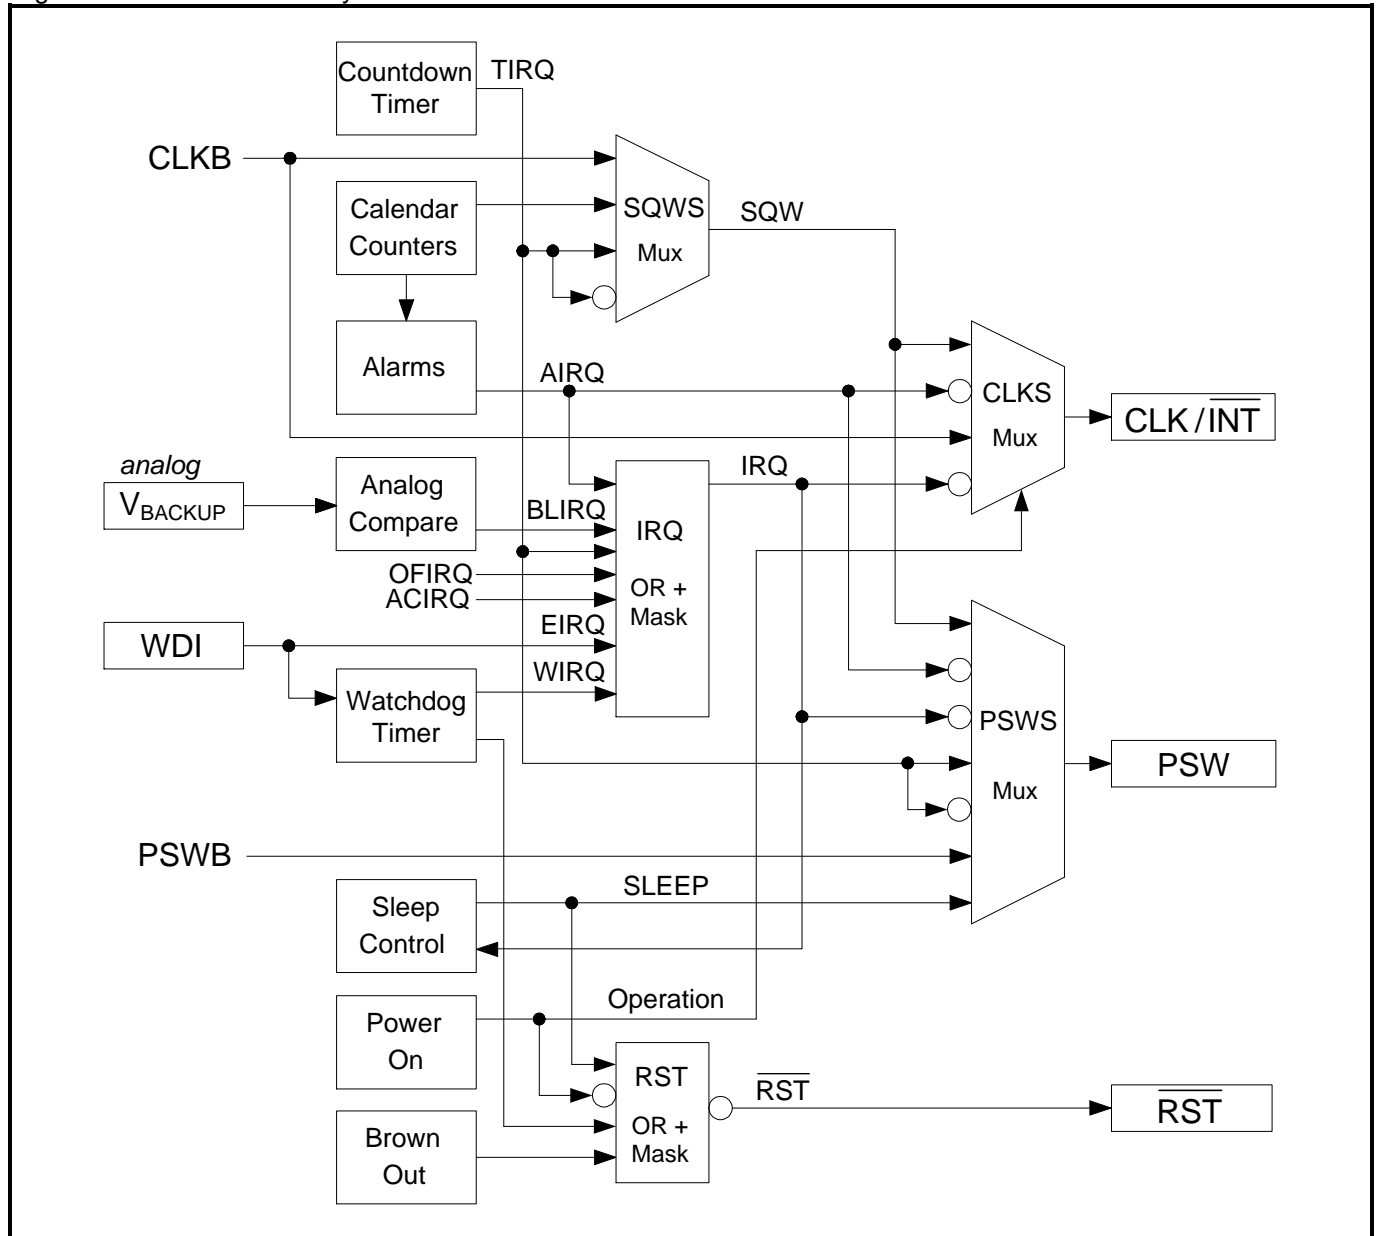 Countdown
Timer
TIRQ
CLKB
Calendar
Counters
SQWS
Mux
SQW
Alarms
AIRQ
CLKS
Mux
CLK / INT
analog
VBACKUP
Analog
Compare
BLIRQ
OFIRQ
ACIRQ
IRQ
OR +
Mask
IRQ
WDI
EIRQ
WIRQ
Watchdog
Timer
PSWS
Mux
PSW
PSWB
SLEEP
Sleep
Control
Operation
Power
On
RST
OR +
Mask
RST
RST
Brown
Out